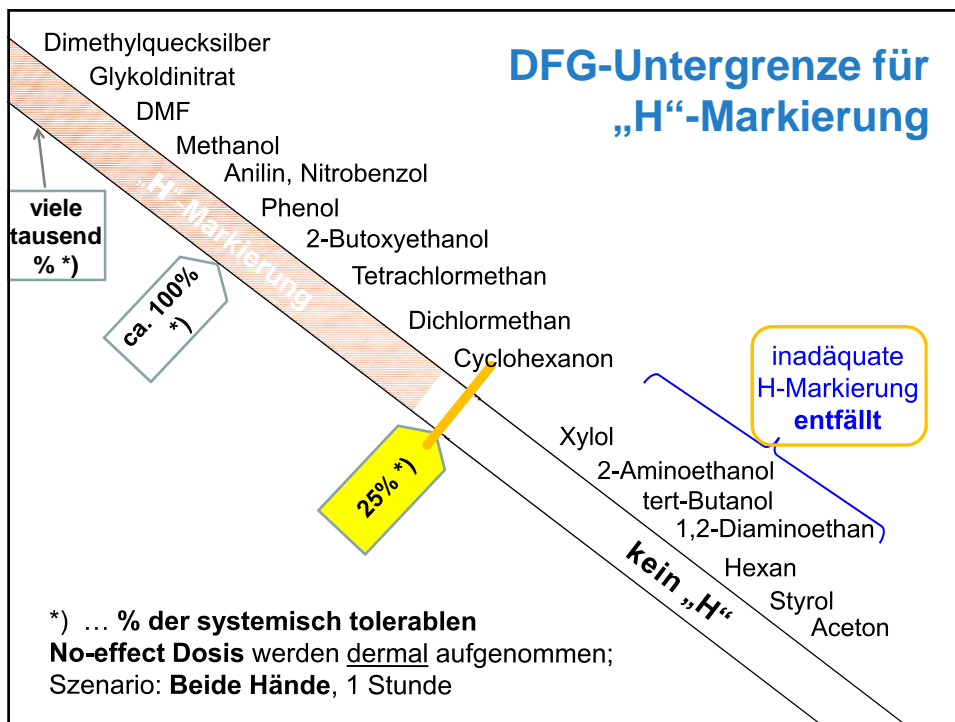 DFG-Untergrenze für
„H“-Markierung
Dimethylquecksilber
Glykoldinitrat
DMF
Methanol
Anilin, Nitrobenzol
Phenol
2-Butoxyethanol
Tetrachlormethan
Dichlormethan
Cyclohexanon
„H“-Markierung
viele
tausend
% *)
ca. 100%
*)
25% *)
inadäquate
H-Markierung
entfällt
Xylol
2-Aminoethanol
tert-Butanol
1,2-Diaminoethan
Hexan
Styrol
Aceton
kein „H“
*) … % der systemisch tolerablen
No-effect Dosis werden dermal aufgenommen;
Szenario: Beide Hände, 1 Stunde